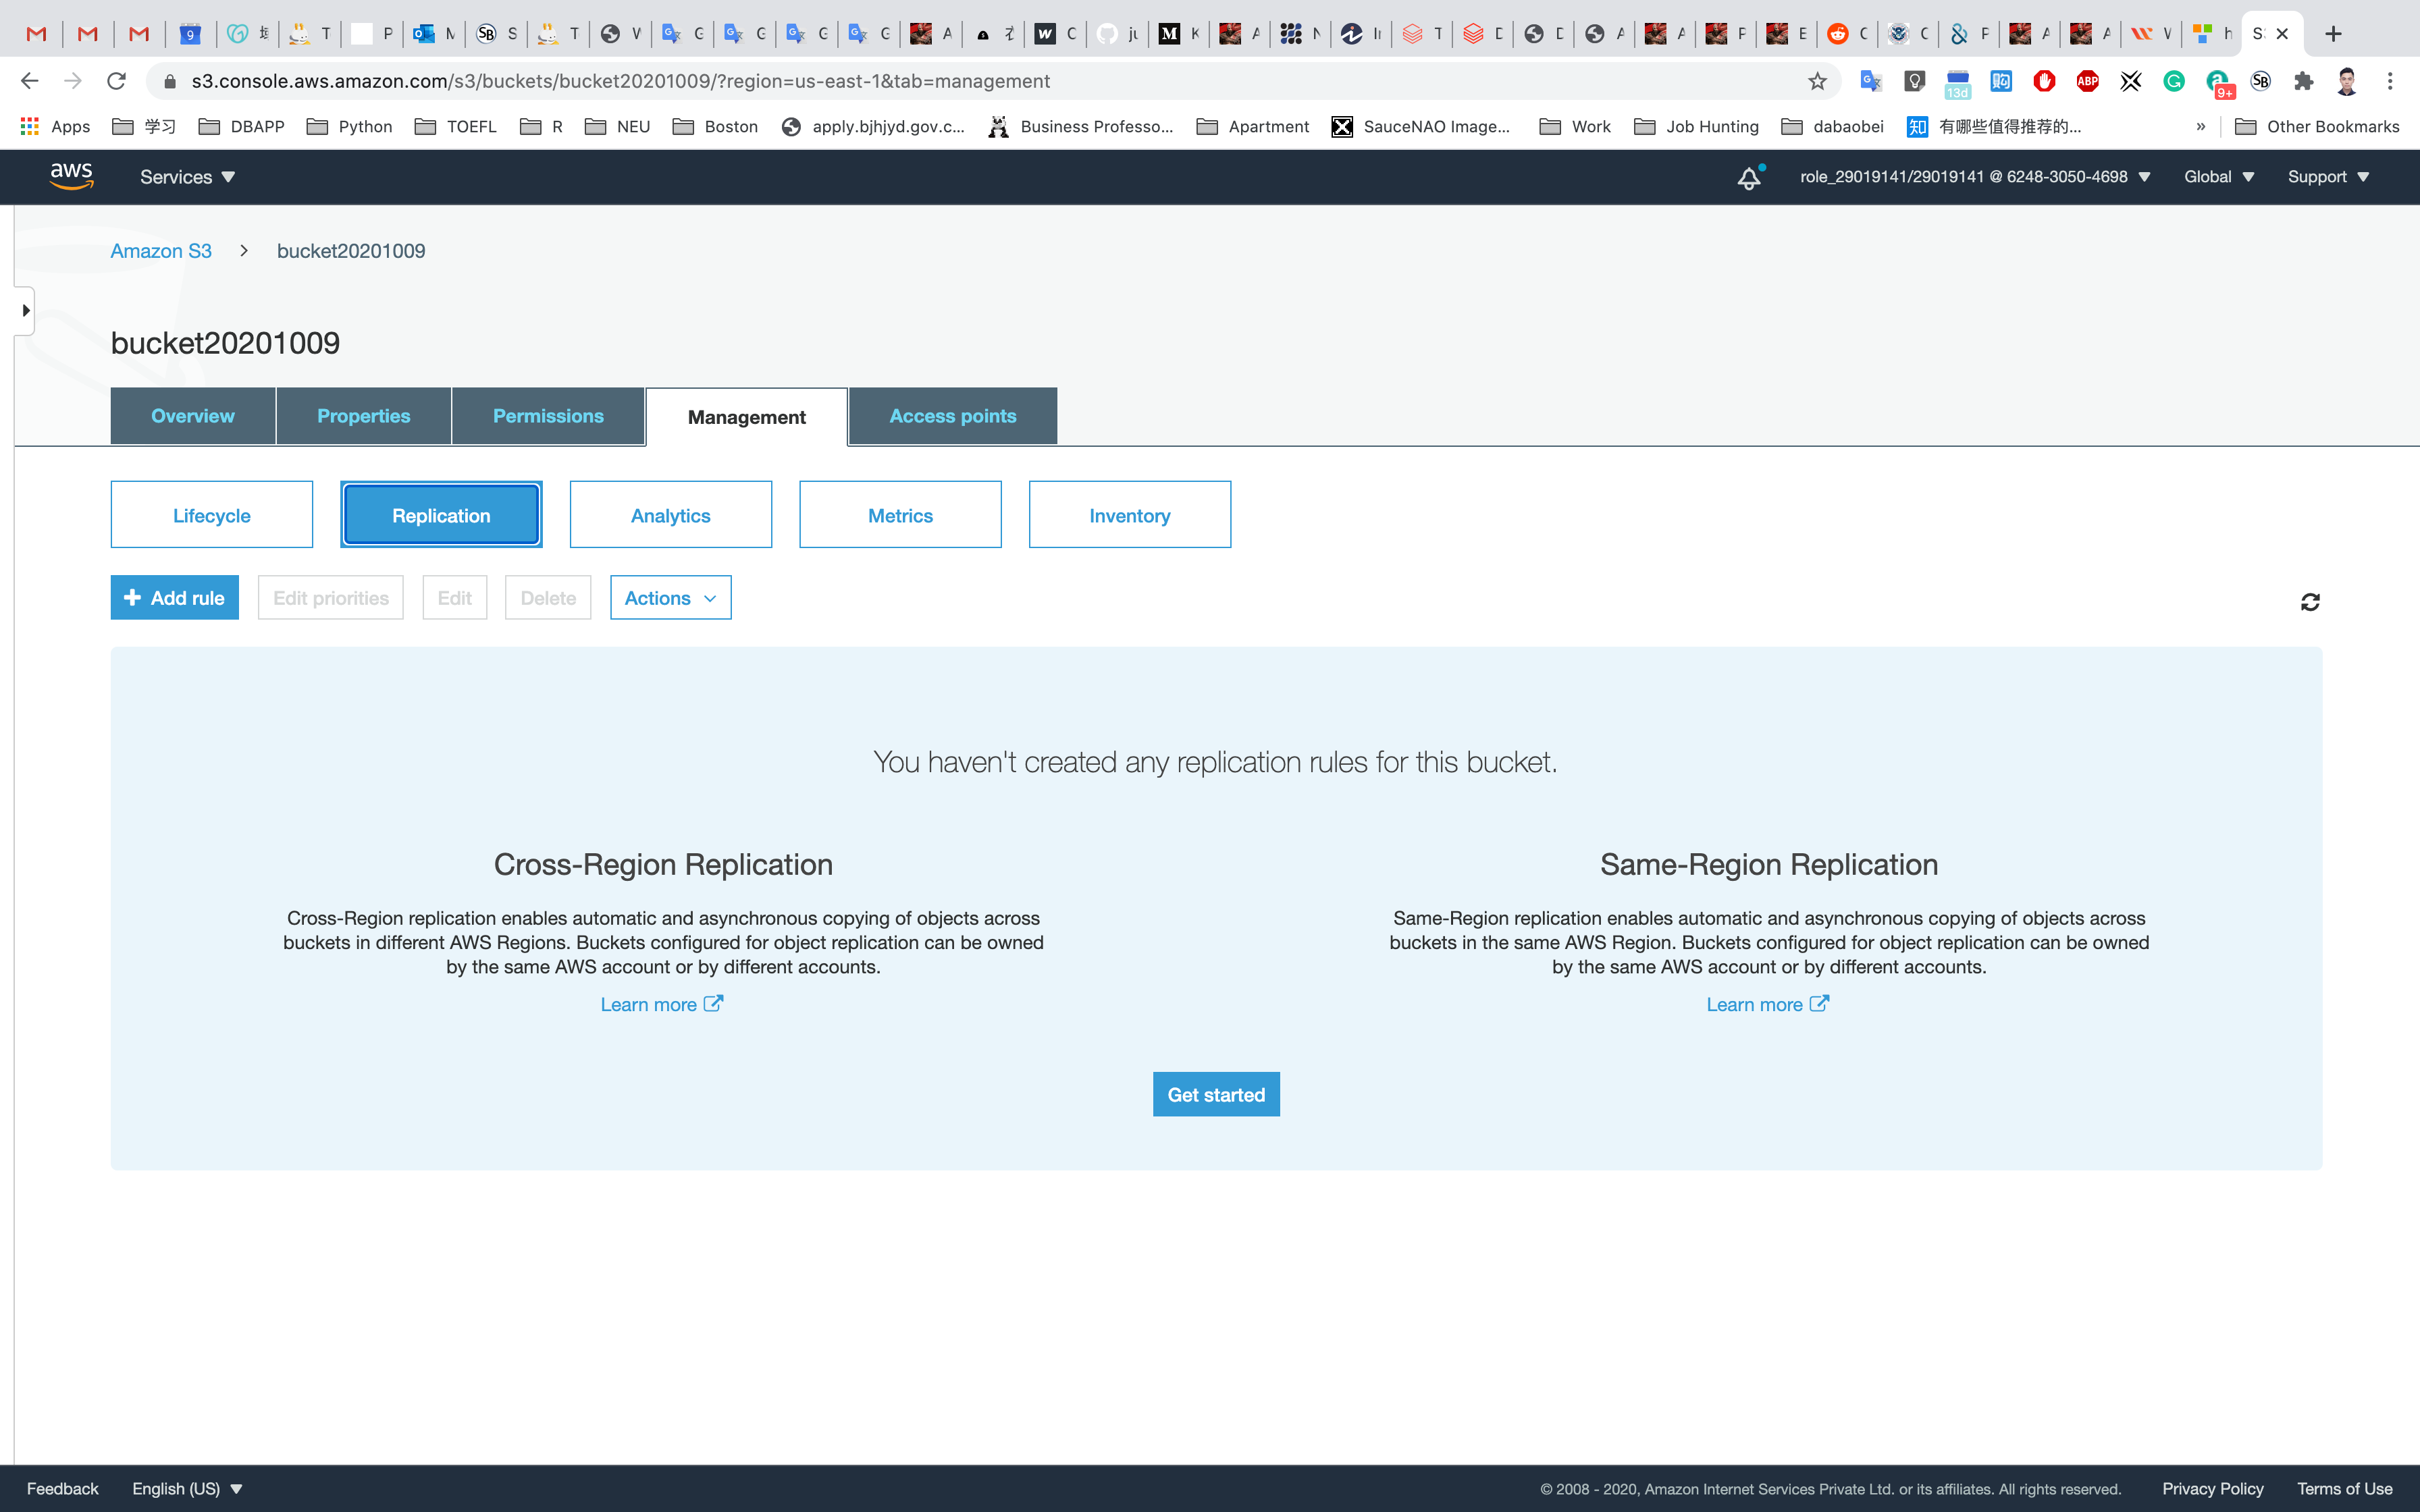 9 T P M S T V G G G G A C ju K A N Ir T D D A A P E C C P A A V h S
s3.console.aws.amazon.com/s3/buckets/bucket20201009/?region=us-east-1&tab=management
13d 购 ABP 9+ SB
Apps 学习 DBAPP Python TOEFL R NEU Boston apply.bjhjyd.gov.c... Business Professo... Apartment SauceNAO Image... Work Job Hunting dabaobei 知 有哪些值得推荐的... » Other Bookmarks
aws Services role_29019141/29019141 @ 6248-3050-4698 Global Support
Amazon S3 > bucket20201009
bucket20201009
Overview Properties Permissions Management Access points
Lifecycle Replication Analytics Metrics Inventory
+ Add rule Edit priorities Edit Delete Actions
You haven't created any replication rules for this bucket.
Cross-Region Replication
Cross-Region replication enables automatic and asynchronous copying of objects across
buckets in different AWS Regions. Buckets configured for object replication can be owned
by the same AWS account or by different accounts.
Learn more
Same-Region Replication
Same-Region replication enables automatic and asynchronous copying of objects across
buckets in the same AWS Region. Buckets configured for object replication can be owned
by the same AWS account or by different accounts.
Learn more
Get started
Feedback English (US) © 2008 - 2020, Amazon Internet Services Private Ltd. or its affiliates. All rights reserved. Privacy Policy Terms of Use